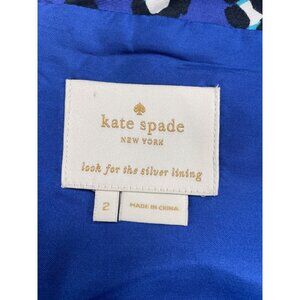 kate spade
NEW YORK
look for the silver lining
2
MADE IN CHINA